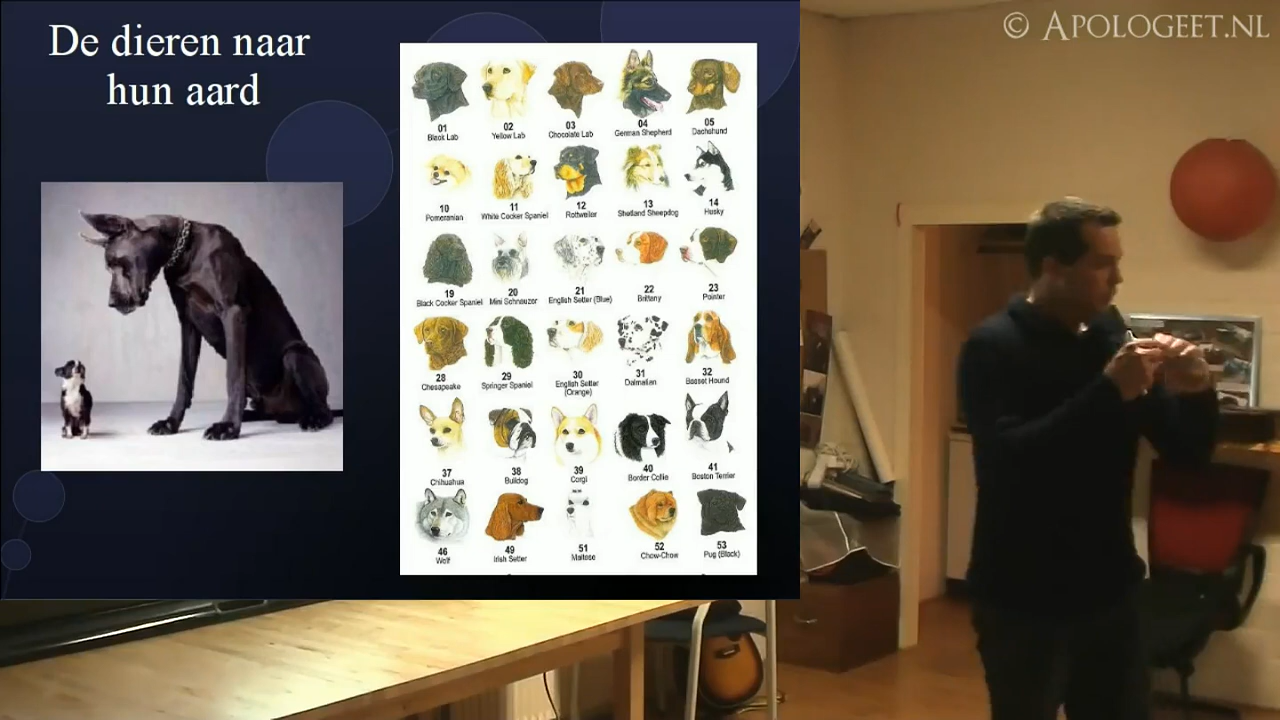 De dieren naar
hun aard
© APOLOGEET.NL
01 02 03 04 05
Black Lab Yellow Lab Chocolate Lab German Shepherd Dachshund
10 11 12 13 14
Pomeranian White Cocker Spaniel Rottweiler Shetland Sheepdog Husky
19 20 21 22 23
Black Cocker Spaniel Mini Schnauzer English Setter (Blue) Brittany Pointer
28 29 30 31 32
Chesapeake Springer Spaniel English Setter Dalmatian Basset Hound
(Orange)
37 38 39 40 41
Chihuahua Bulldog Corgi Border Collie Boston Terrier
46 49 51 52 53
Wolf Irish Setter Maltese Chow-Chow Pug (Black)